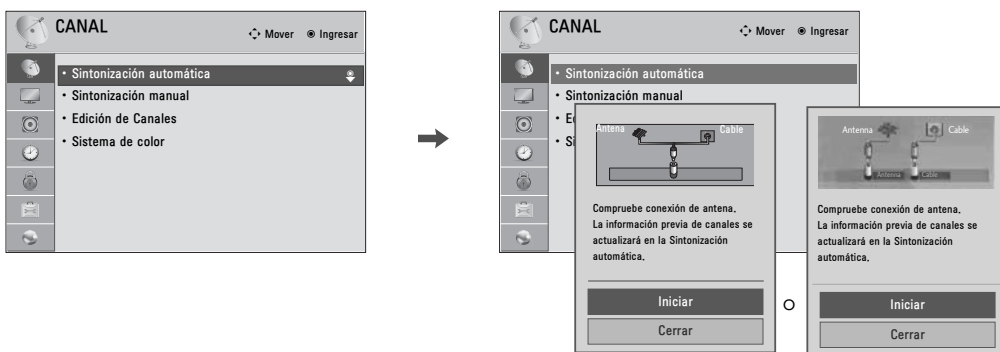 CANAL
Mover Ingresar
• Sintonización automática
• Sintonización manual
• Edición de Canales
• Sistema de color
CANAL
Mover Ingresar
• Sintonización automática
• Sintonización manual
• E
• Si
Antena Cable
Compruebe conexión de antena.
La información previa de canales se
actualizará en la Sintonización
automática.
Iniciar
Cerrar
O
Antenna Cable
Antenna Cable
Compruebe conexión de antena.
La información previa de canales se
actualizará en la Sintonización
automática.
Iniciar
Cerrar